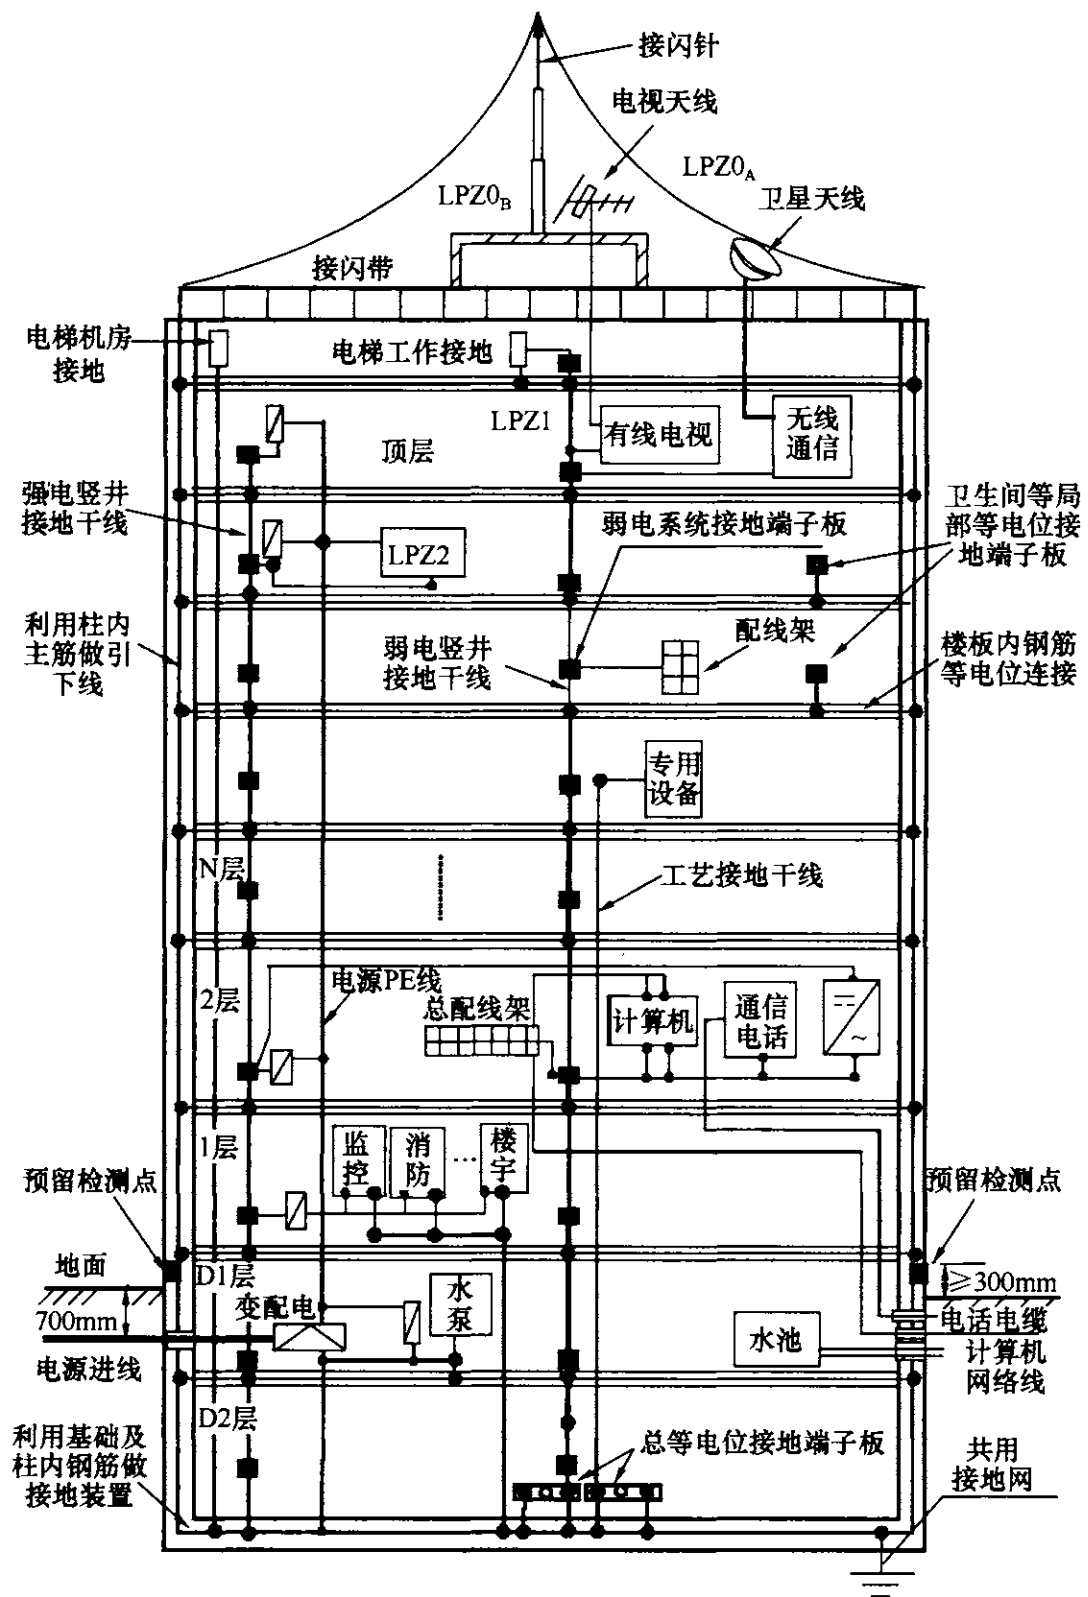 接闪针
电视天线
LPZ0A
LPZ0B
卫星天线
接闪带
电梯机房
接地
电梯工作接地
LPZ1
有线电视
无线
通信
顶层
强电竖井
接地干线
弱电系统接地端子板
卫生间等局
部等电位接
地端子板
LPZ2
利用柱内
主筋做引
下线
弱电竖井
接地干线
配线架
楼板内钢筋
等电位连接
专用
设备
N层
工艺接地干线
2层
电源PE线
总配线架
计算机
通信
电话
~
1层
监
控
消
防
…
楼
宇
预留检测点
预留检测点
地面
D1层
≥300mm
700mm
变配电
水
泵
水池
电话电缆
电源进线
计算机
网络线
D2层
利用基础及
柱内钢筋做
接地装置
总等电位接地端子板
共用
接地网